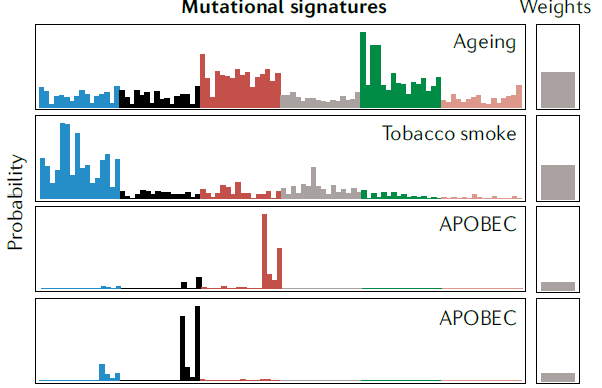 Mutational signatures
Weights
Ageing
Tobacco smoke
APOBEC
APOBEC
Probability